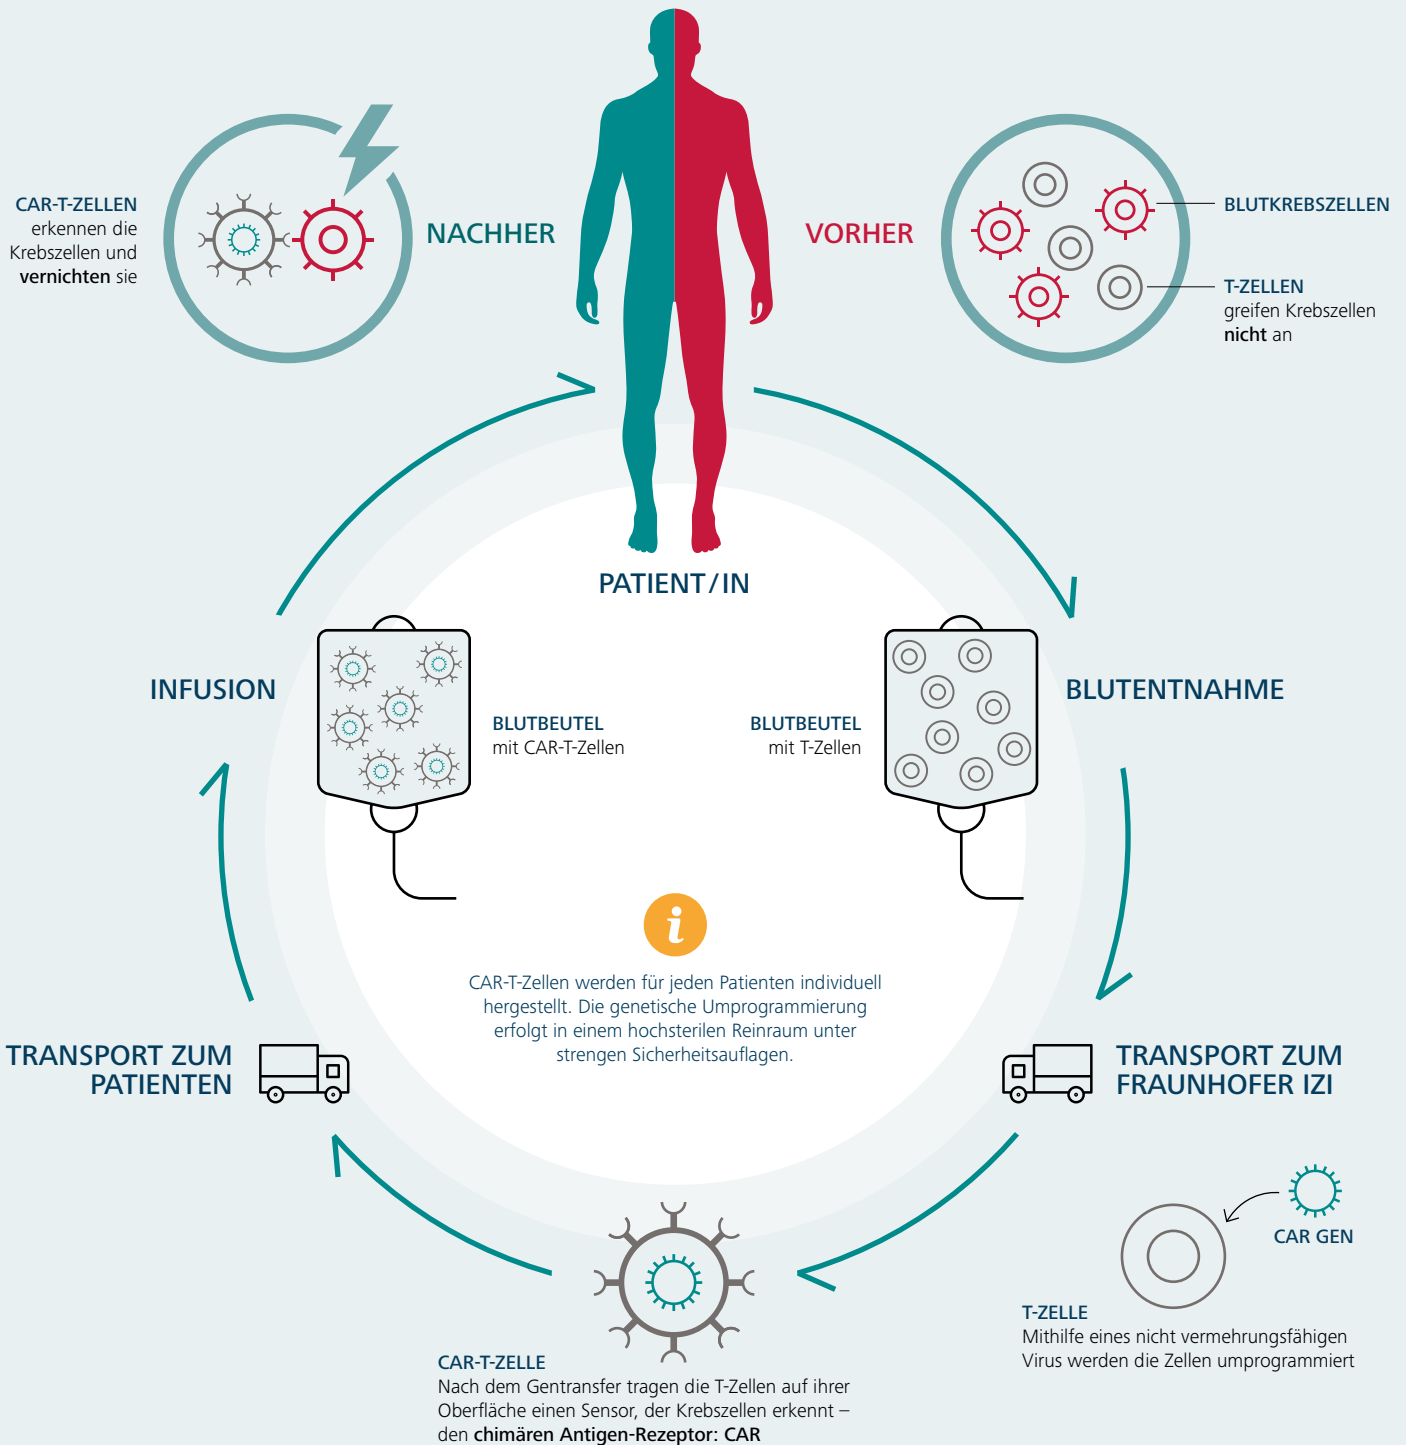 CAR-T-ZELLEN
erkennen die
Krebszellen und
vernichten sie
NACHHER
VORHER
BLUTKREBSZELLEN
T-ZELLEN
greifen Krebszellen
nicht an
PATIENT/IN
INFUSION
BLUTBEUTEL
mit CAR-T-Zellen
BLUTBEUTEL
mit T-Zellen
BLUTENTNAHME
i
CAR-T-Zellen werden für jeden Patienten individuell
hergestellt. Die genetische Umprogrammierung
erfolgt in einem hochsterilen Reinraum unter
strengen Sicherheitsauflagen.
TRANSPORT ZUM
PATIENTEN
TRANSPORT ZUM
FRAUNHOFER IZI
CAR GEN
T-ZELLE
Mithilfe eines nicht vermehrungsfähigen
Virus werden die Zellen umprogrammiert
CAR-T-ZELLE
Nach dem Gentransfer tragen die T-Zellen auf ihrer
Oberfläche einen Sensor, der Krebszellen erkennt –
den chimären Antigen-Rezeptor: CAR